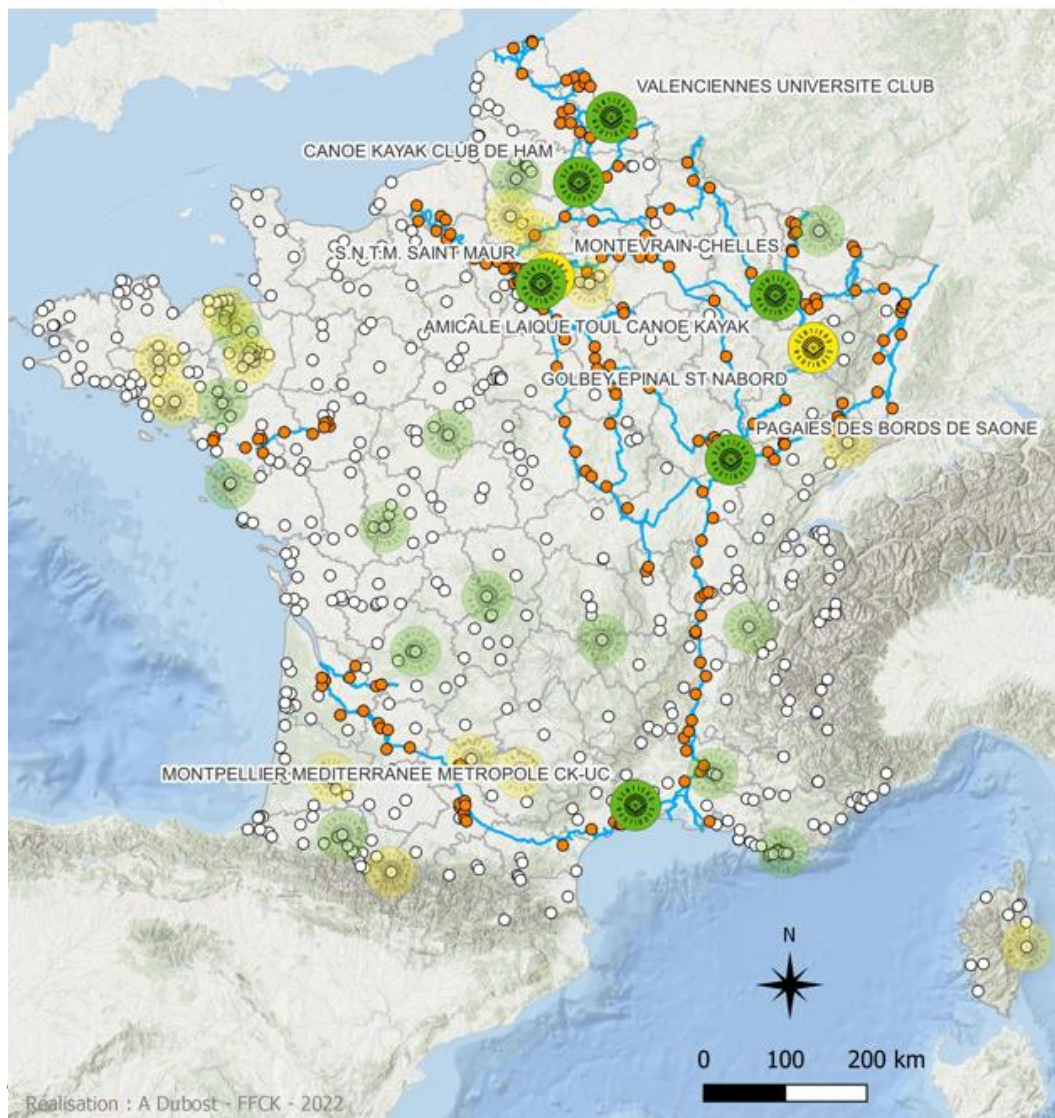 VALENCIENNES UNIVERSITE CLUB
CANOE KAYAK CLUB DE HAM
S.N.T.M. SAINT MAUR
MONTEVRAIN-CHELLES
AMICALE LAIQUE TOUL CANOE KAYAK
GOLBEY EPINAL ST NABORD
PAGAIES DES BORDS DE SAONE
MONTPELLIER MEDITERRANEE METROPOLE CK-UC
SENTIERS NAUTIQUES
N
0 100 200 km
Réalisation : A Dubost - FFCK - 2022